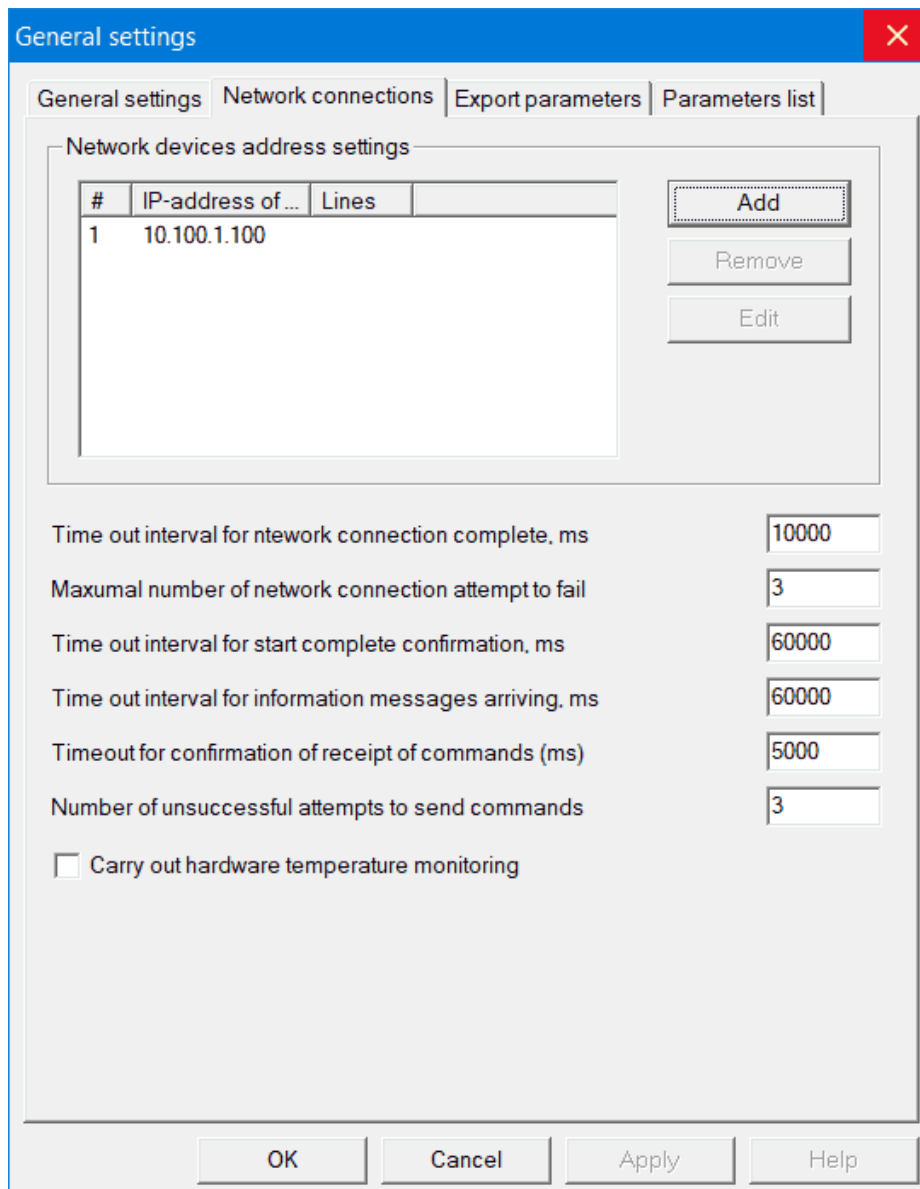 General settings
General settings Network connections Export parameters Parameters list
Network devices address settings
# IP-address of ... Lines
1 10.100.1.100
Add
Remove
Edit
Time out interval for ntework connection complete, ms 10000
Maxumal number of network connection attempt to fail 3
Time out interval for start complete confirmation, ms 60000
Time out interval for information messages arriving, ms 60000
Timeout for confirmation of receipt of commands (ms) 5000
Number of unsuccessful attempts to send commands 3
Carry out hardware temperature monitoring
OK Cancel Apply Help